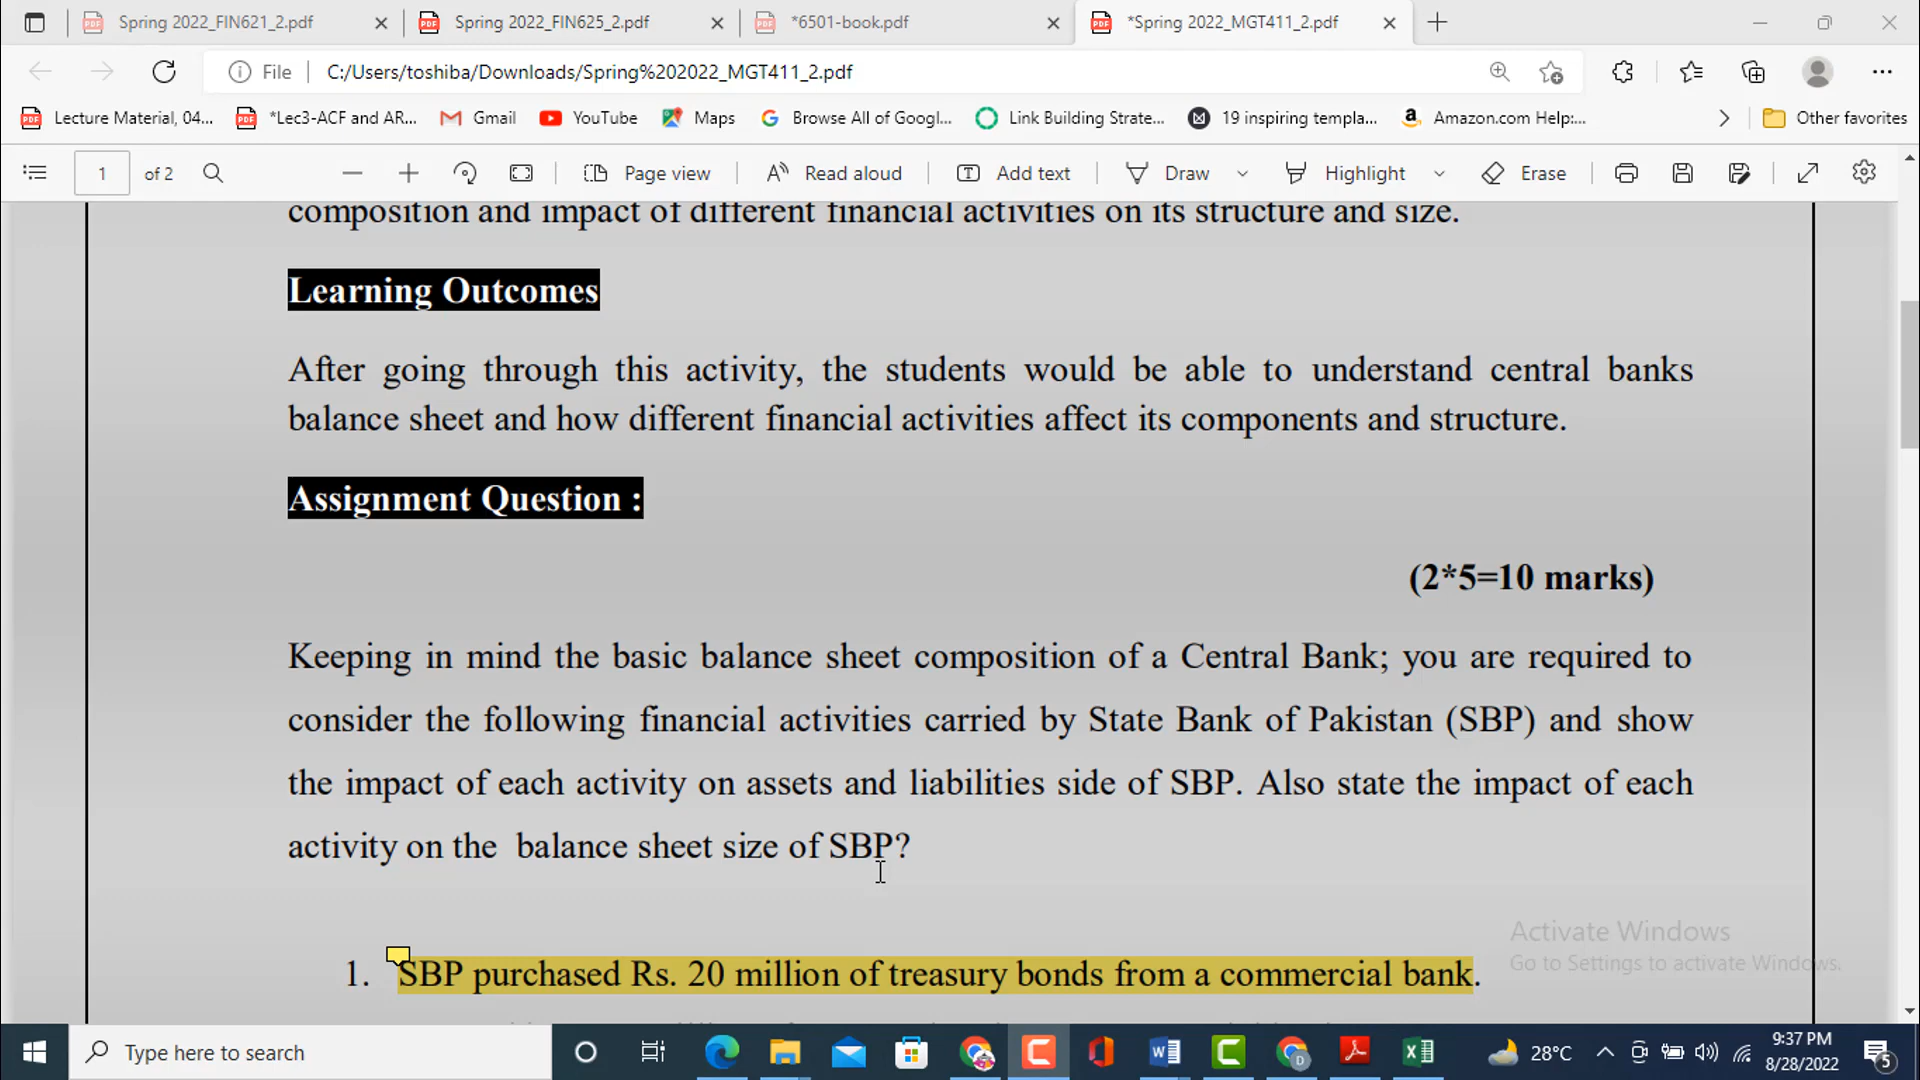 Spring 2022_FIN621_2.pdf
Spring 2022_FIN625_2.pdf
*6501-book.pdf
*Spring 2022_MGT411_2.pdf
File
C:/Users/toshiba/Downloads/Spring%202022_MGT411_2.pdf
Lecture Material, 04...
*Lec3-ACF and AR...
Gmail
YouTube
Maps
Browse All of Googl...
Link Building Strate...
19 inspiring templa...
Amazon.com Help:...
Other favorites
1 of 2
Page view
Read aloud
Add text
Draw
Highlight
Erase
composition and impact of different financial activities on its structure and size.
Learning Outcomes
After going through this activity, the students would be able to understand central banks
balance sheet and how different financial activities affect its components and structure.
Assignment Question :
(2*5=10 marks)
Keeping in mind the basic balance sheet composition of a Central Bank; you are required to
consider the following financial activities carried by State Bank of Pakistan (SBP) and show
the impact of each activity on assets and liabilities side of SBP. Also state the impact of each
activity on the balance sheet size of SBP?
1. SBP purchased Rs. 20 million of treasury bonds from a commercial bank.
Activate Windows
Go to Settings to activate Windows.
Type here to search
28°C
9:37 PM
8/28/2022
5